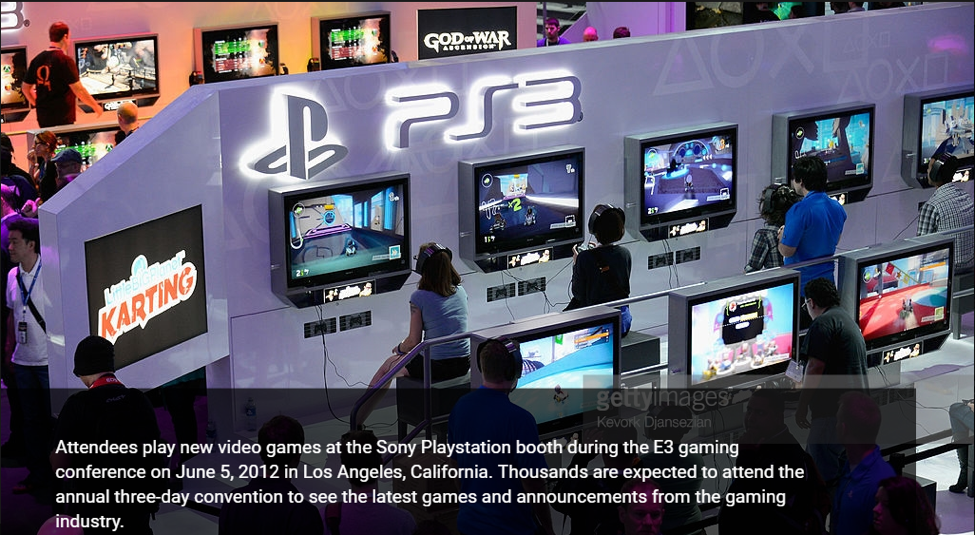 GOD OF WAR
ASCENSION
PS3
LittleBigPlanet
KARTING
gettyimages
Kevork Djansezian
Attendees play new video games at the Sony Playstation booth during the E3 gaming
conference on June 5, 2012 in Los Angeles, California. Thousands are expected to attend the
annual three-day convention to see the latest games and announcements from the gaming
industry.